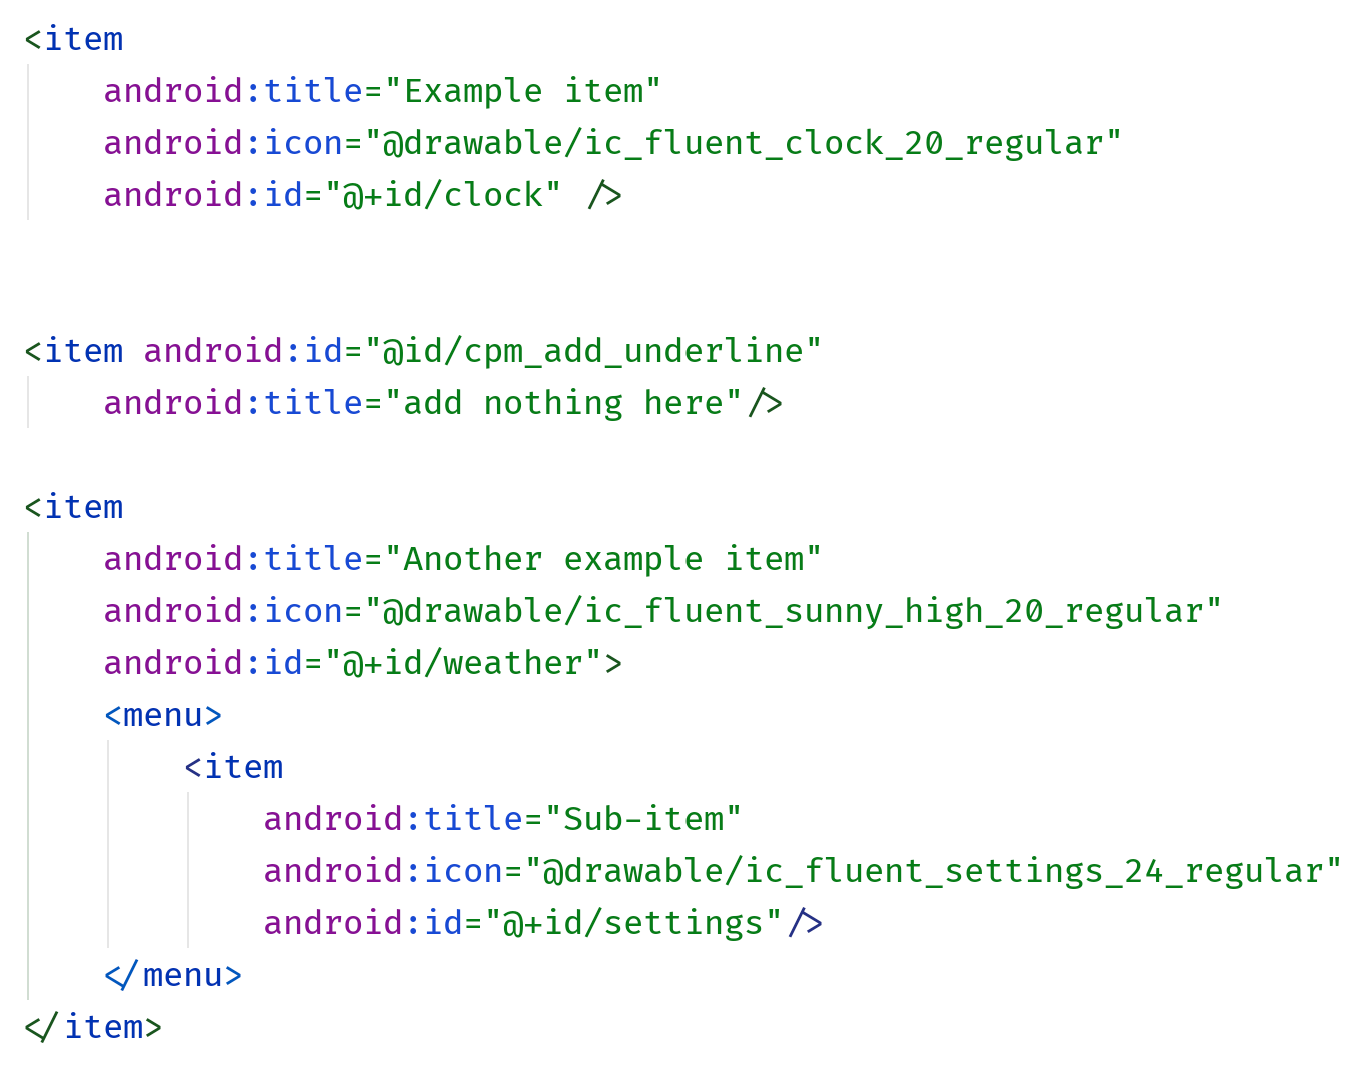 <item
    android:title="Example item"
    android:icon="@drawable/ic_fluent_clock_20_regular"
    android:id="@+id/clock" />
<item android:id="@id/cpm_add_underline"
    android:title="add nothing here"/>
<item
    android:title="Another example item"
    android:icon="@drawable/ic_fluent_sunny_high_20_regular"
    android:id="@+id/weather">
    <menu>
        <item
            android:title="Sub-item"
            android:icon="@drawable/ic_fluent_settings_24_regular"
            android:id="@+id/settings"/>
    </menu>
</item>